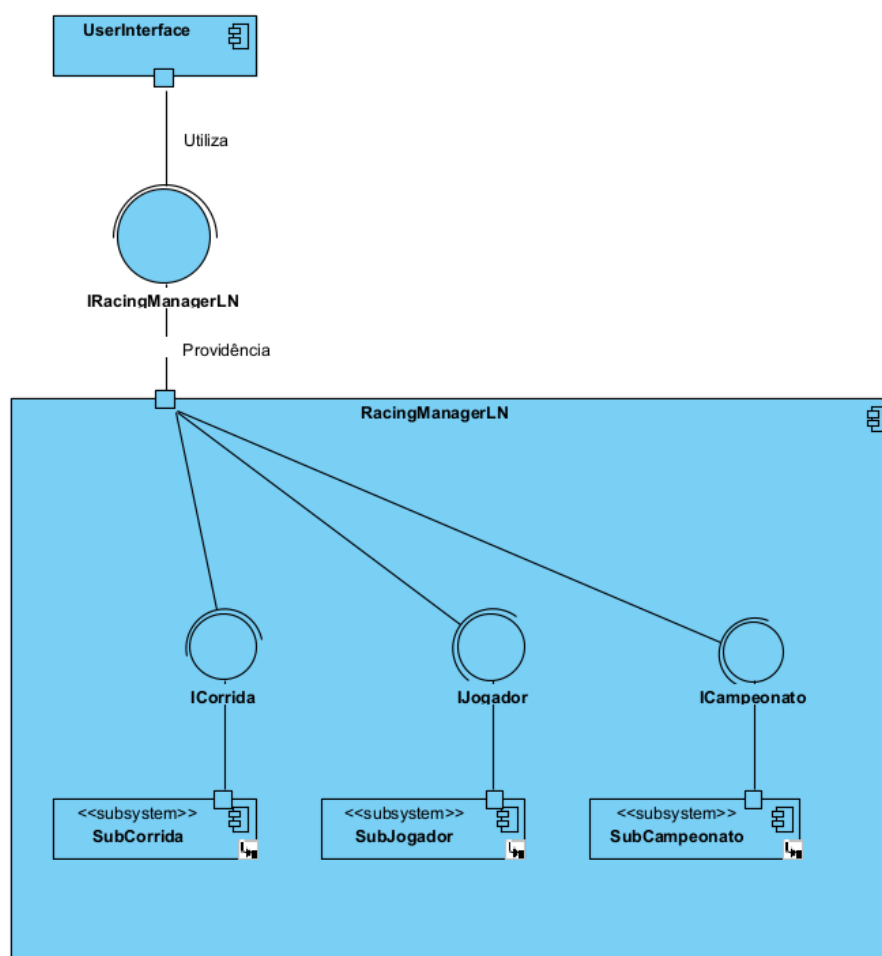 UserInterface
Utiliza
IRacingManagerLN
Providência
RacingManagerLN
ICorrida
IJogador
ICampeonato
<<subsystem>>
SubCorrida
<<subsystem>>
SubJogador
<<subsystem>>
SubCampeonato